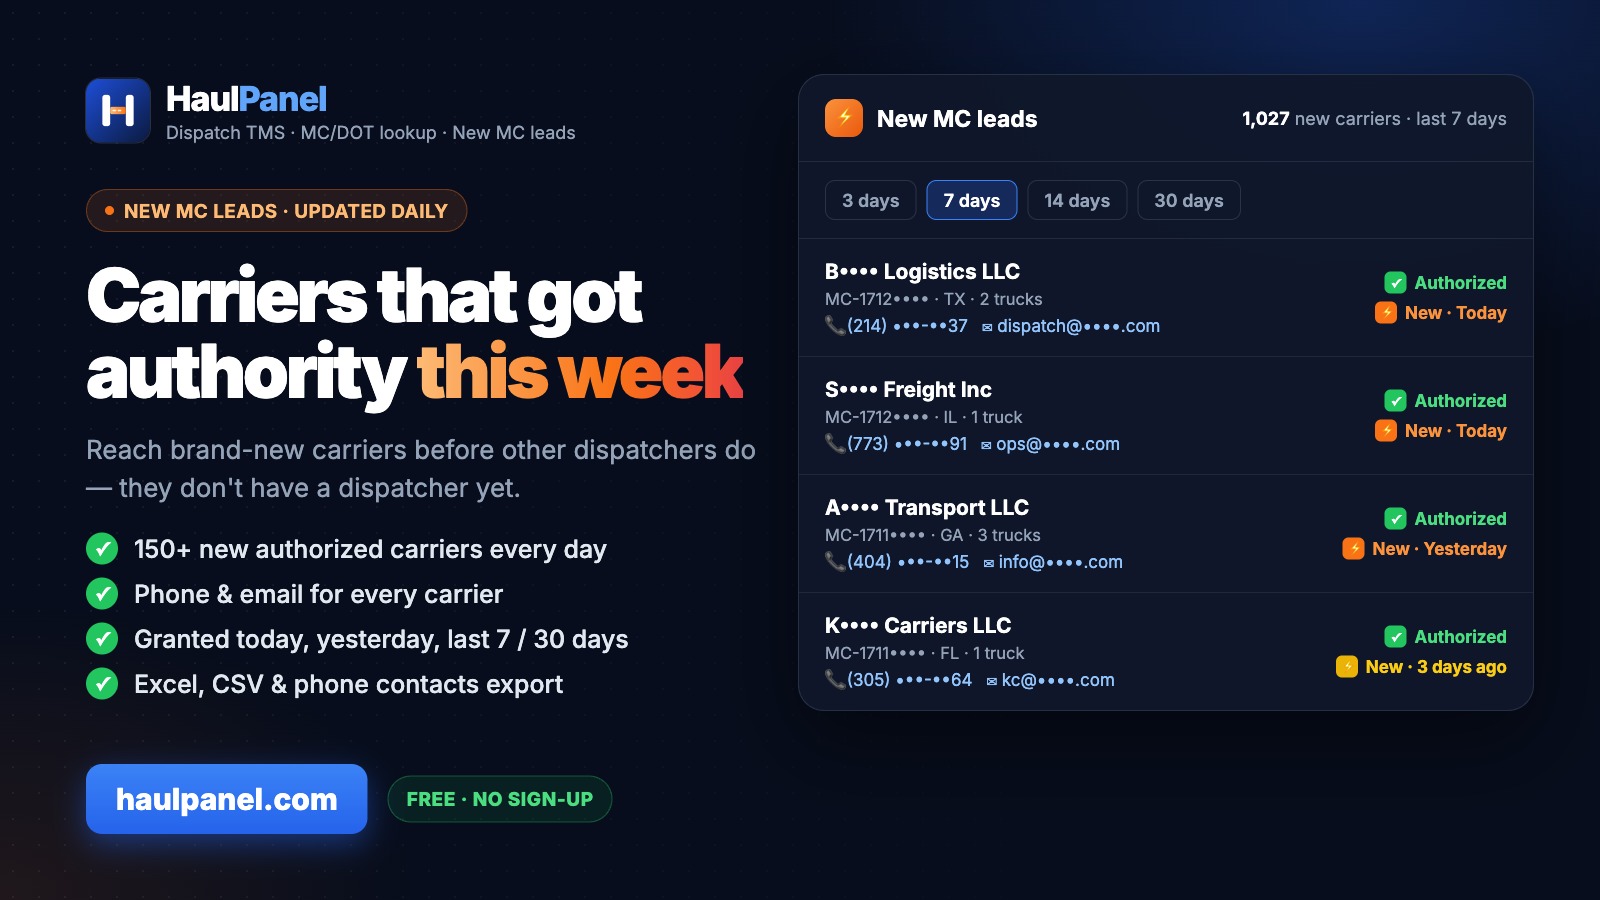 HaulPanel
Dispatch TMS · MC/DOT lookup · New MC leads
NEW MC LEADS · UPDATED DAILY
Carriers that got
authority this week
Reach brand-new carriers before other dispatchers do
— they don't have a dispatcher yet.
150+ new authorized carriers every day
Phone & email for every carrier
Granted today, yesterday, last 7 / 30 days
Excel, CSV & phone contacts export
haulpanel.com
FREE · NO SIGN-UP
New MC leads
1,027 new carriers · last 7 days
3 days
7 days
14 days
30 days
B•••• Logistics LLC
MC-1712•••• · TX · 2 trucks
(214) •••-••37 dispatch@••••.com
Authorized
New · Today
S•••• Freight Inc
MC-1712•••• · IL · 1 truck
(773) •••-••91 ops@••••.com
Authorized
New · Today
A•••• Transport LLC
MC-1711•••• · GA · 3 trucks
(404) •••-••15 info@••••.com
Authorized
New · Yesterday
K•••• Carriers LLC
MC-1711•••• · FL · 1 truck
(305) •••-••64 kc@••••.com
Authorized
New · 3 days ago